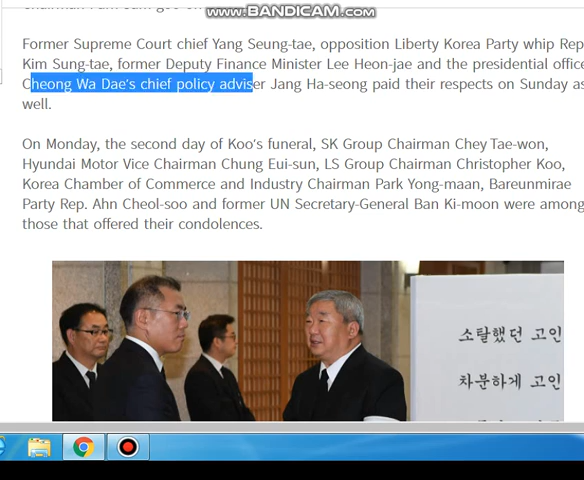 www.BANDICAM.com
Former Supreme Court chief Yang Seung-tae, opposition Liberty Korea Party whip Rep
Kim Sung-tae, former Deputy Finance Minister Lee Heon-jae and the presidential office
Cheong Wa Dae's chief policy adviser Jang Ha-seong paid their respects on Sunday as
well.
On Monday, the second day of Koo's funeral, SK Group Chairman Chey Tae-won,
Hyundai Motor Vice Chairman Chung Eui-sun, LS Group Chairman Christopher Koo,
Korea Chamber of Commerce and Industry Chairman Park Yong-maan, Bareunmirae
Party Rep. Ahn Cheol-soo and former UN Secretary-General Ban Ki-moon were among
those that offered their condolences.
소탈했던 고인
차분하게 고인